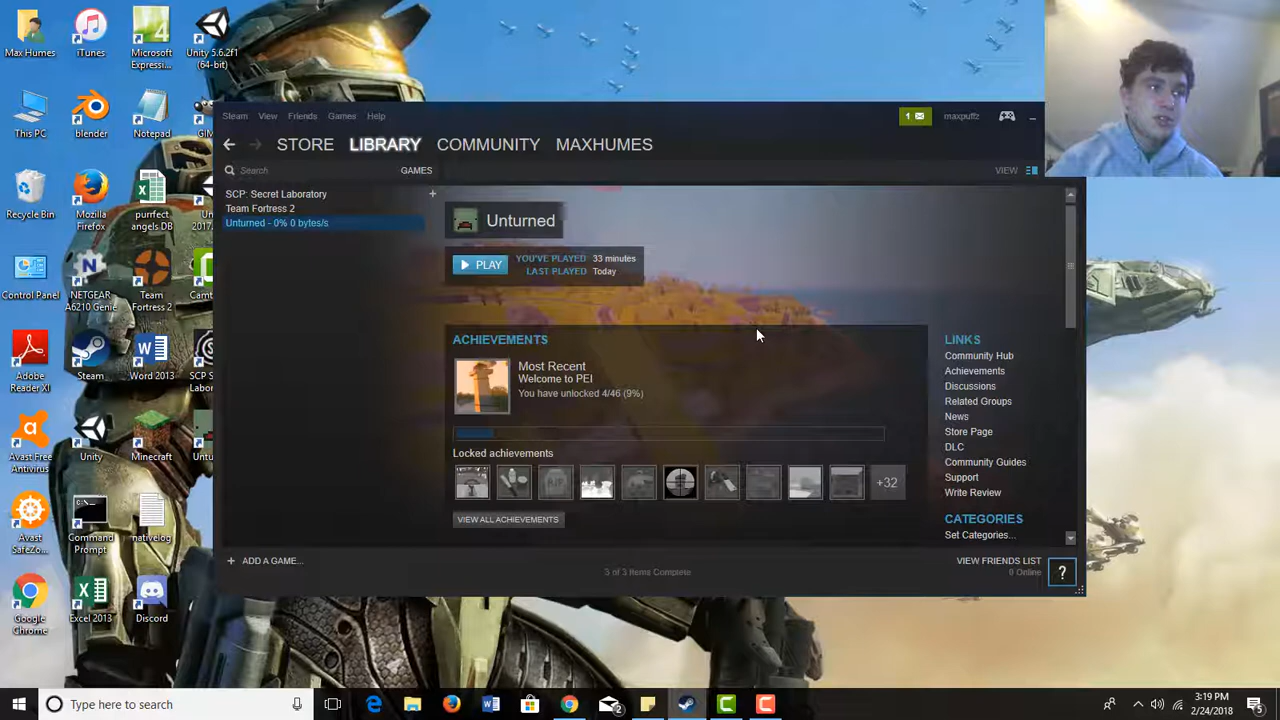 Max Humes
iTunes
Microsoft Expressi...
Unity 5.6.2f1 (64-bit)
This PC
blender
Notepad
Recycle Bin
Mozilla Firefox
purrfect angels DB
Control Panel
NETGEAR A6210 Genie
Team Fortress 2
Adobe Reader XI
Steam
Word 2013
Avast Free Antivirus
Unity
Minecraft
Avast SafeZo...
Command Prompt
nativelog
Google Chrome
Excel 2013
Discord
Steam View Friends Games Help
1 maxpuffz
STORE LIBRARY COMMUNITY MAXHUMES
Search GAMES VIEW
SCP: Secret Laboratory
Team Fortress 2
Unturned - 0% 0 bytes/s
Unturned
PLAY
YOU'VE PLAYED 33 minutes
LAST PLAYED Today
ACHIEVEMENTS
Most Recent
Welcome to PEI
You have unlocked 4/46 (9%)
Locked achievements
+32
VIEW ALL ACHIEVEMENTS
LINKS
Community Hub
Achievements
Discussions
Related Groups
News
Store Page
DLC
Community Guides
Support
Write Review
CATEGORIES
Set Categories...
+ ADD A GAME...
3 of 3 Items Complete
VIEW FRIENDS LIST
0 Online
?
Type here to search
2
3:19 PM
2/24/2018